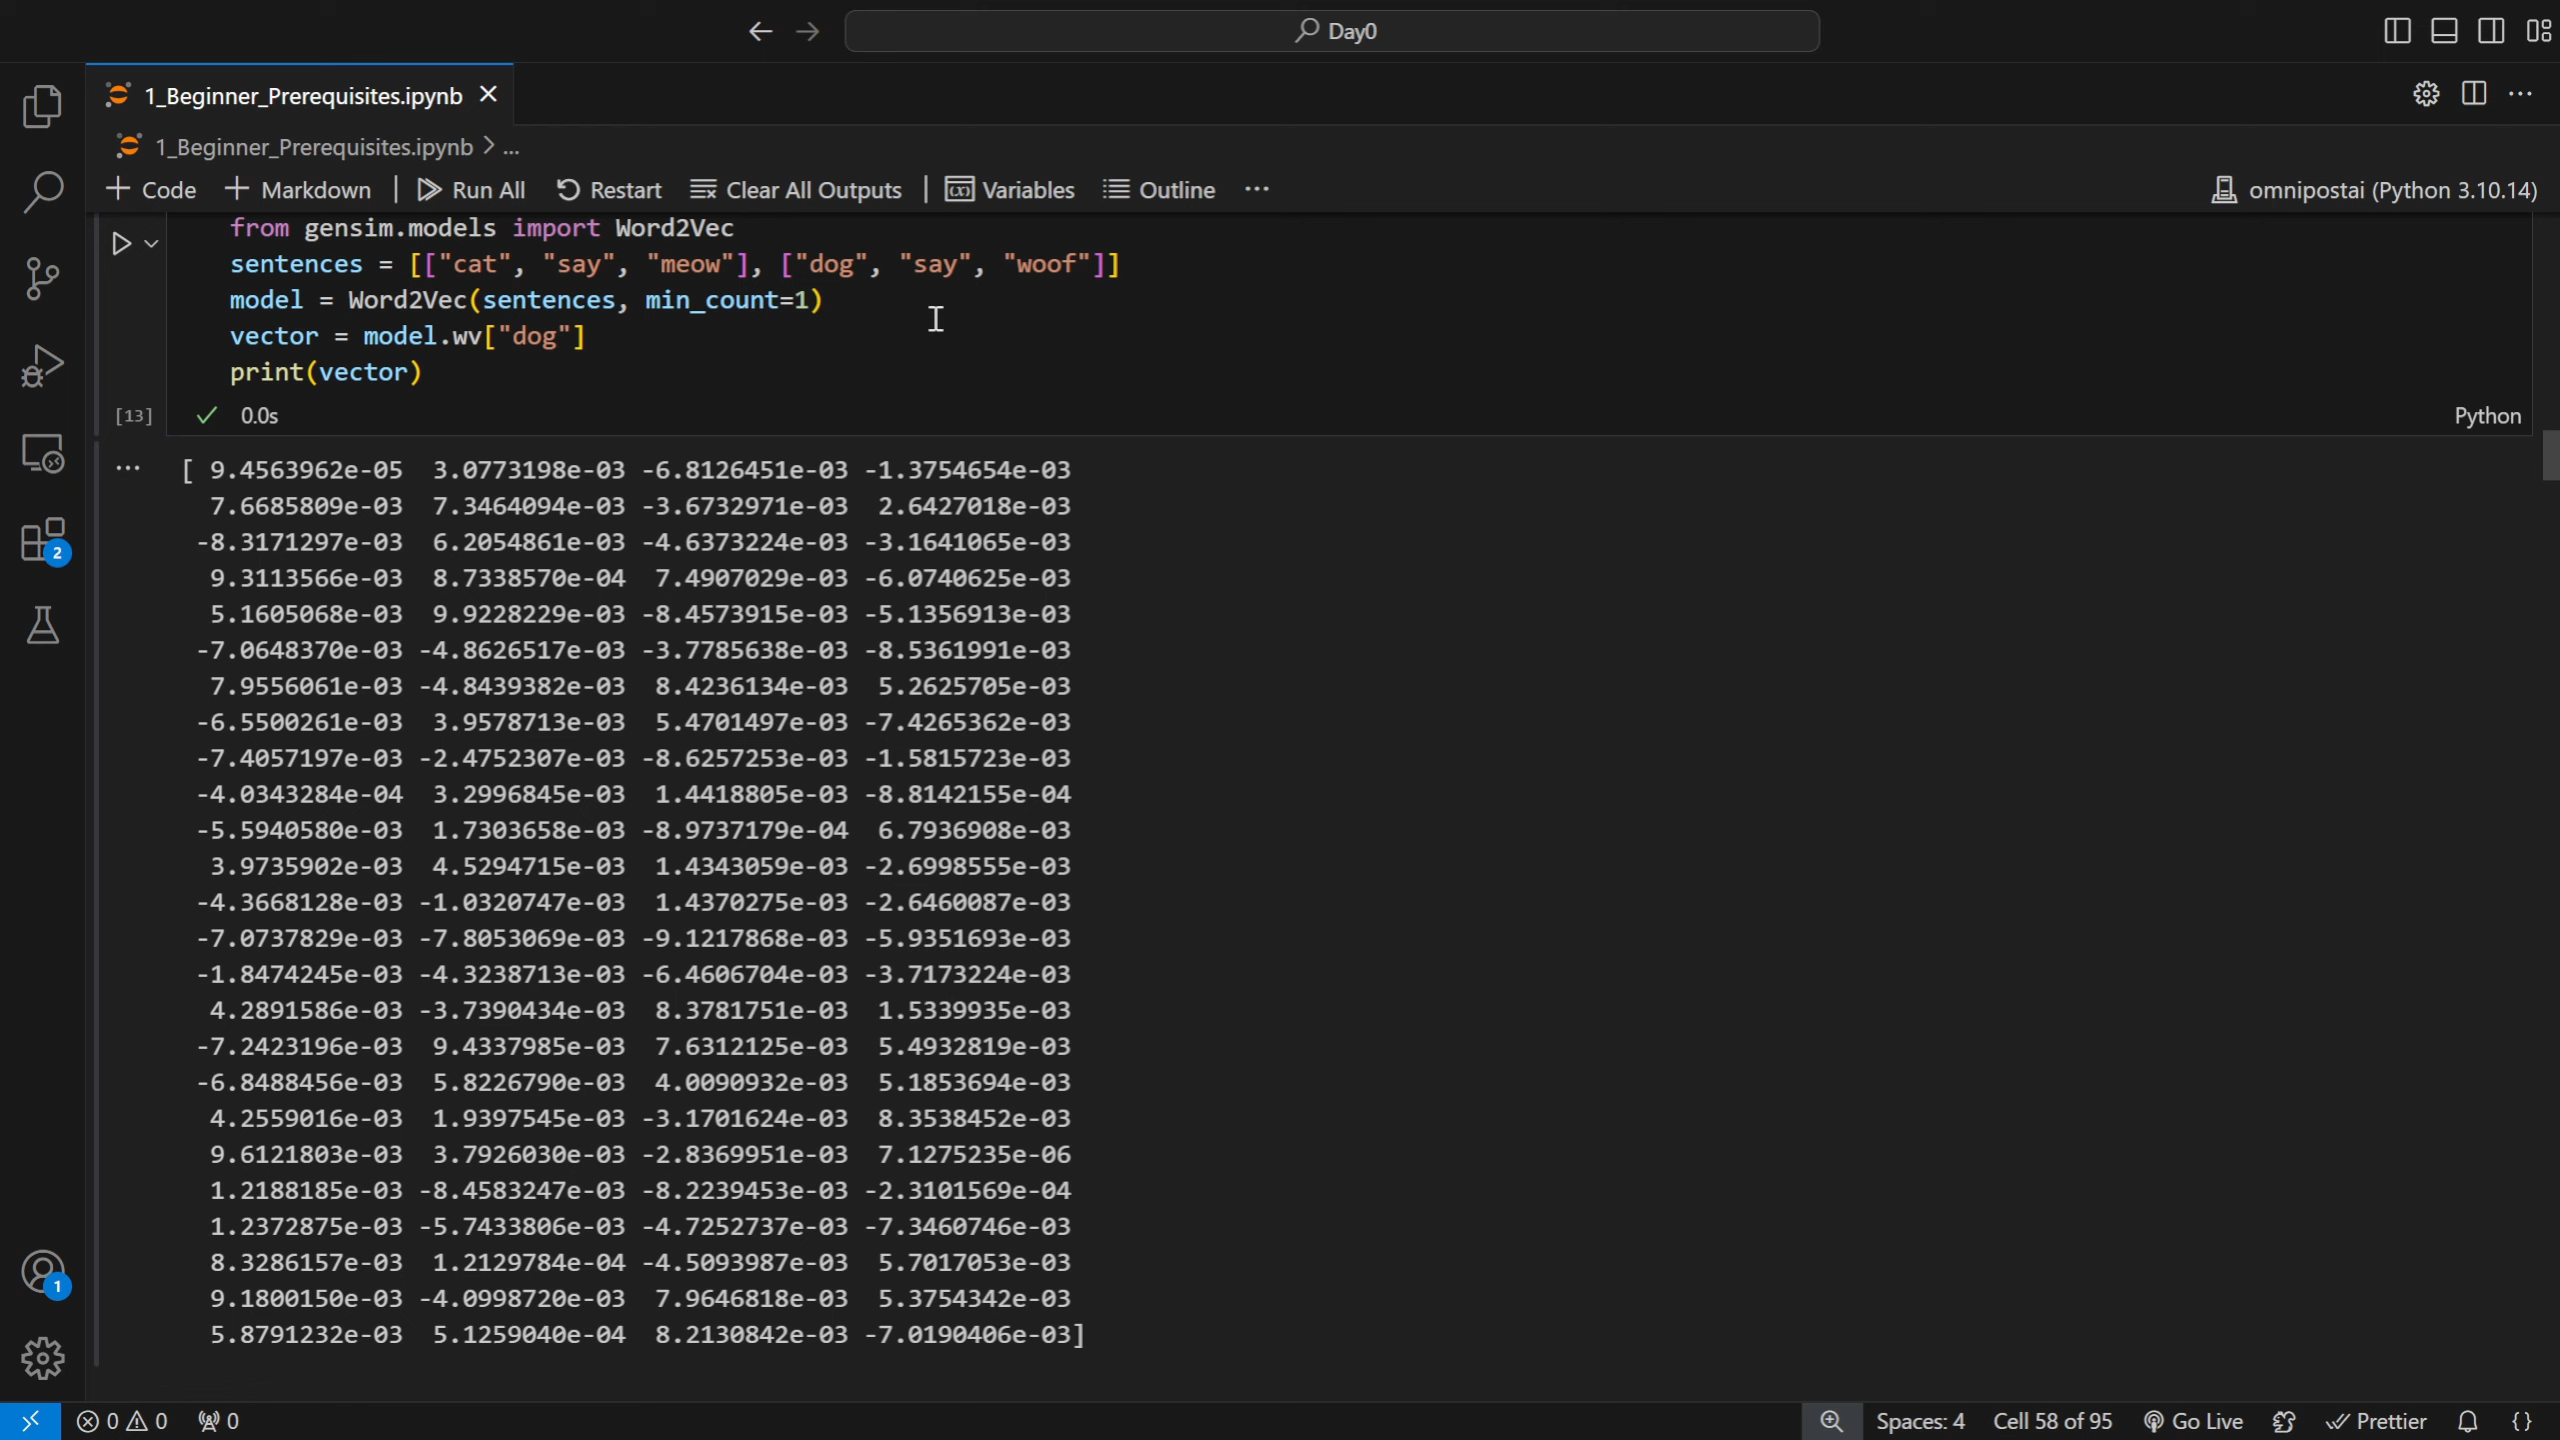 Day0
1_Beginner_Prerequisites.ipynb
1_Beginner_Prerequisites.ipynb > ...
+ Code + Markdown | Run All Restart Clear All Outputs | Variables Outline ... omnipostai (Python 3.10.14)
from gensim.models import Word2Vec
sentences = [["cat", "say", "meow"], ["dog", "say", "woof"]]
model = Word2Vec(sentences, min_count=1)
vector = model.wv["dog"]
print(vector)
[13] 0.0s Python
[ 9.4563962e-05 3.0773198e-03 -6.8126451e-03 -1.3754654e-03
7.6685809e-03 7.3464094e-03 -3.6732971e-03 2.6427018e-03
-8.3171297e-03 6.2054861e-03 -4.6373224e-03 -3.1641065e-03
9.3113566e-03 8.7338570e-04 7.4907029e-03 -6.0740625e-03
5.1605068e-03 9.9228229e-03 -8.4573915e-03 -5.1356913e-03
-7.0648370e-03 -4.8626517e-03 -3.7785638e-03 -8.5361991e-03
7.9556061e-03 -4.8439382e-03 8.4236134e-03 5.2625705e-03
-6.5500261e-03 3.9578713e-03 5.4701497e-03 -7.4265362e-03
-7.4057197e-03 -2.4752307e-03 -8.6257253e-03 -1.5815723e-03
-4.0343284e-04 3.2996845e-03 1.4418805e-03 -8.8142155e-04
-5.5940580e-03 1.7303658e-03 -8.9737179e-04 6.7936908e-03
3.9735902e-03 4.5294715e-03 1.4343059e-03 -2.6998555e-03
-4.3668128e-03 -1.0320747e-03 1.4370275e-03 -2.6460087e-03
-7.0737829e-03 -7.8053069e-03 -9.1217868e-03 -5.9351693e-03
-1.8474245e-03 -4.3238713e-03 -6.4606704e-03 -3.7173224e-03
4.2891586e-03 -3.7390434e-03 8.3781751e-03 1.5339935e-03
-7.2423196e-03 9.4337985e-03 7.6312125e-03 5.4932819e-03
-6.8488456e-03 5.8226790e-03 4.0090932e-03 5.1853694e-03
4.2559016e-03 1.9397545e-03 -3.1701624e-03 8.3538452e-03
9.6121803e-03 3.7926030e-03 -2.8369951e-03 7.1275235e-06
1.2188185e-03 -8.4583247e-03 -8.2239453e-03 -2.3101569e-04
1.2372875e-03 -5.7433806e-03 -4.7252737e-03 -7.3460746e-03
8.3286157e-03 1.2129784e-04 -4.5093987e-03 5.7017053e-03
9.1800150e-03 -4.0998720e-03 7.9646818e-03 5.3754342e-03
5.8791232e-03 5.1259040e-04 8.2130842e-03 -7.0190406e-03]
2
1
0 0 0 Spaces: 4 Cell 58 of 95 Go Live Prettier {}